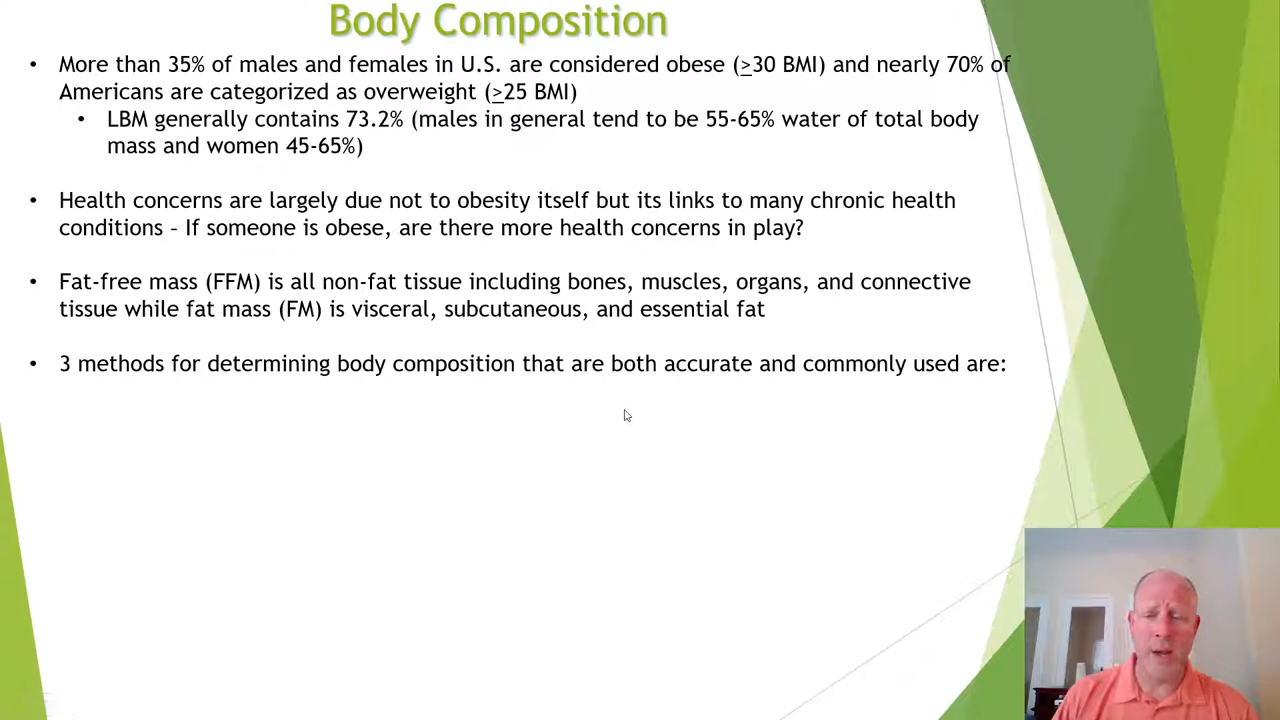 Body Composition
• More than 35% of males and females in U.S. are considered obese (≥30 BMI) and nearly 70% of
Americans are categorized as overweight (≥25 BMI)
• LBM generally contains 73.2% (males in general tend to be 55-65% water of total body
mass and women 45-65%)
• Health concerns are largely due not to obesity itself but its links to many chronic health
conditions – If someone is obese, are there more health concerns in play?
• Fat-free mass (FFM) is all non-fat tissue including bones, muscles, organs, and connective
tissue while fat mass (FM) is visceral, subcutaneous, and essential fat
• 3 methods for determining body composition that are both accurate and commonly used are: